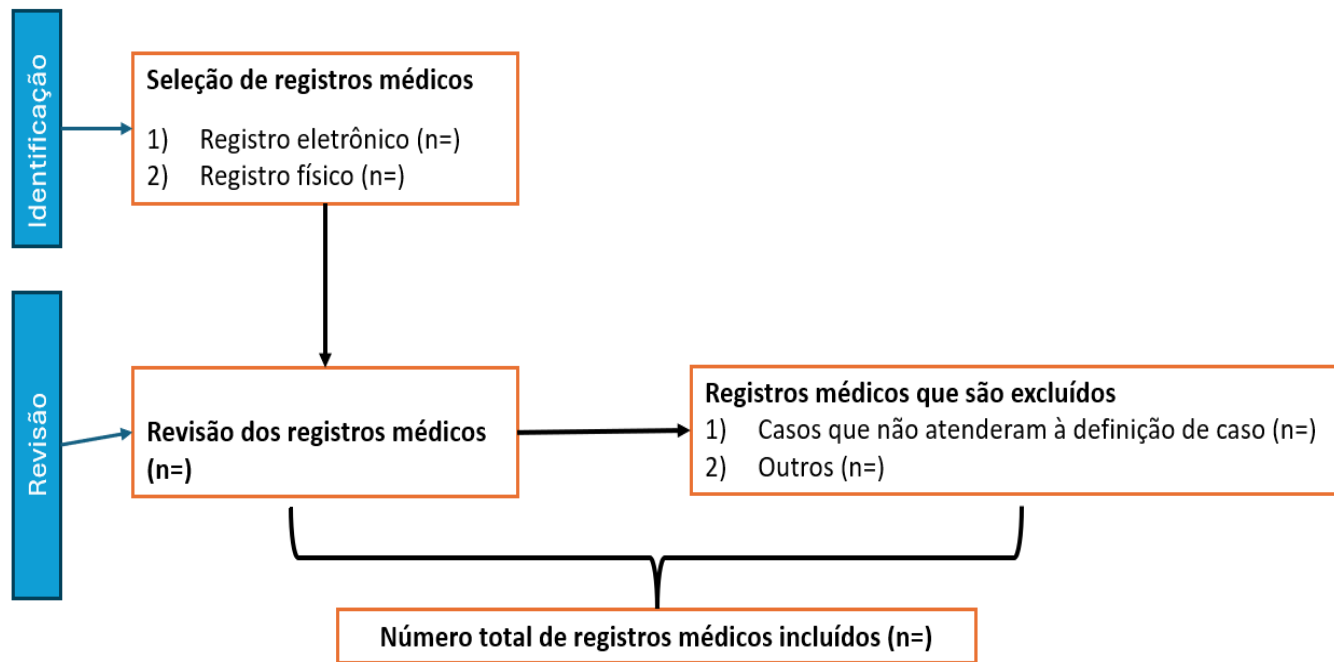 Identificação
Seleção de registros médicos
1) Registro eletrônico (n=)
2) Registro físico (n=)
Revisão
Revisão dos registros médicos
(n=)
Registros médicos que são excluídos
1) Casos que não atenderam à definição de caso (n=)
2) Outros (n=)
Número total de registros médicos incluídos (n=)